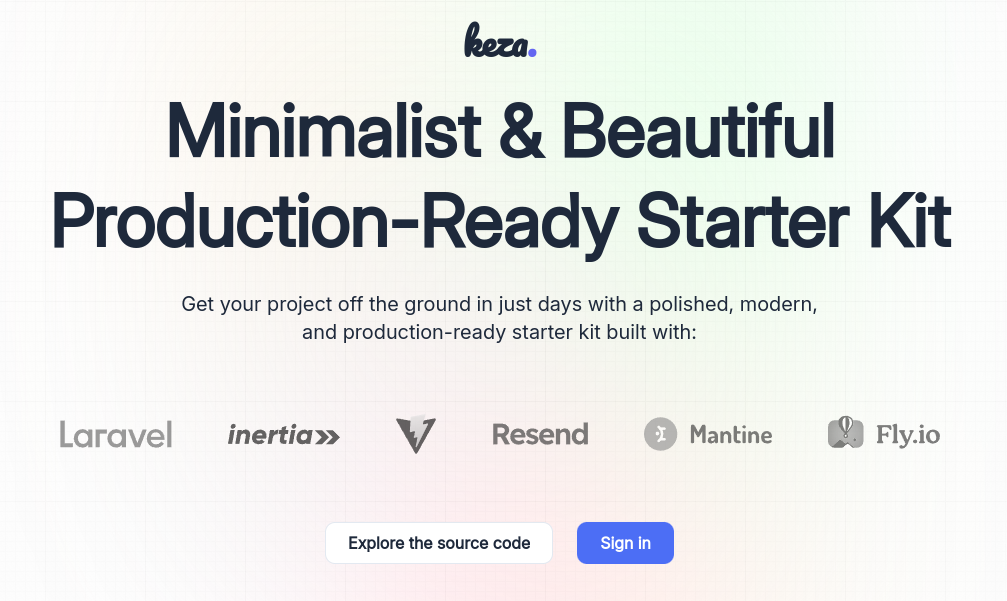 keza.
Minimalist & Beautiful
Production-Ready Starter Kit
Get your project off the ground in just days with a polished, modern,
and production-ready starter kit built with:
Laravel inertia Resend Mantine Fly.io
Explore the source code Sign in